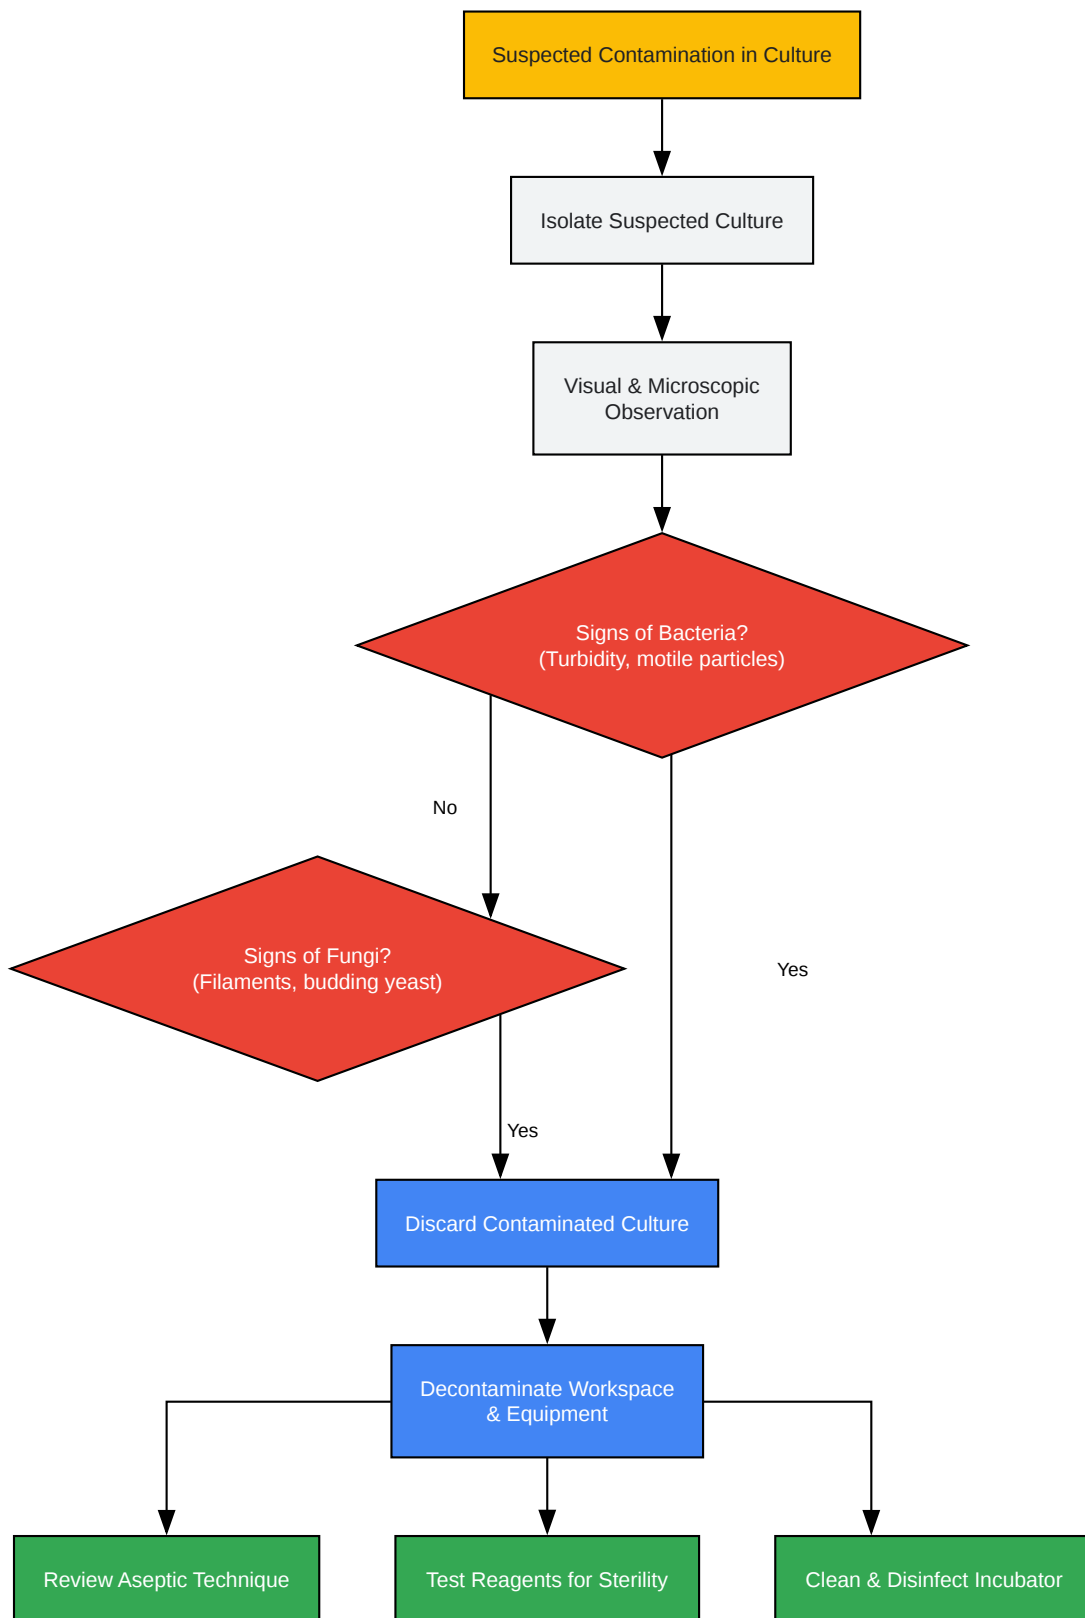 Suspected Contamination in Culture
Isolate Suspected Culture
Visual & Microscopic
Observation
Signs of Bacteria?
(Turbidity, motile particles)
No
Signs of Fungi?
(Filaments, budding yeast)
Yes
Yes
Discard Contaminated Culture
Decontaminate Workspace
& Equipment
Review Aseptic Technique
Test Reagents for Sterility
Clean & Disinfect Incubator